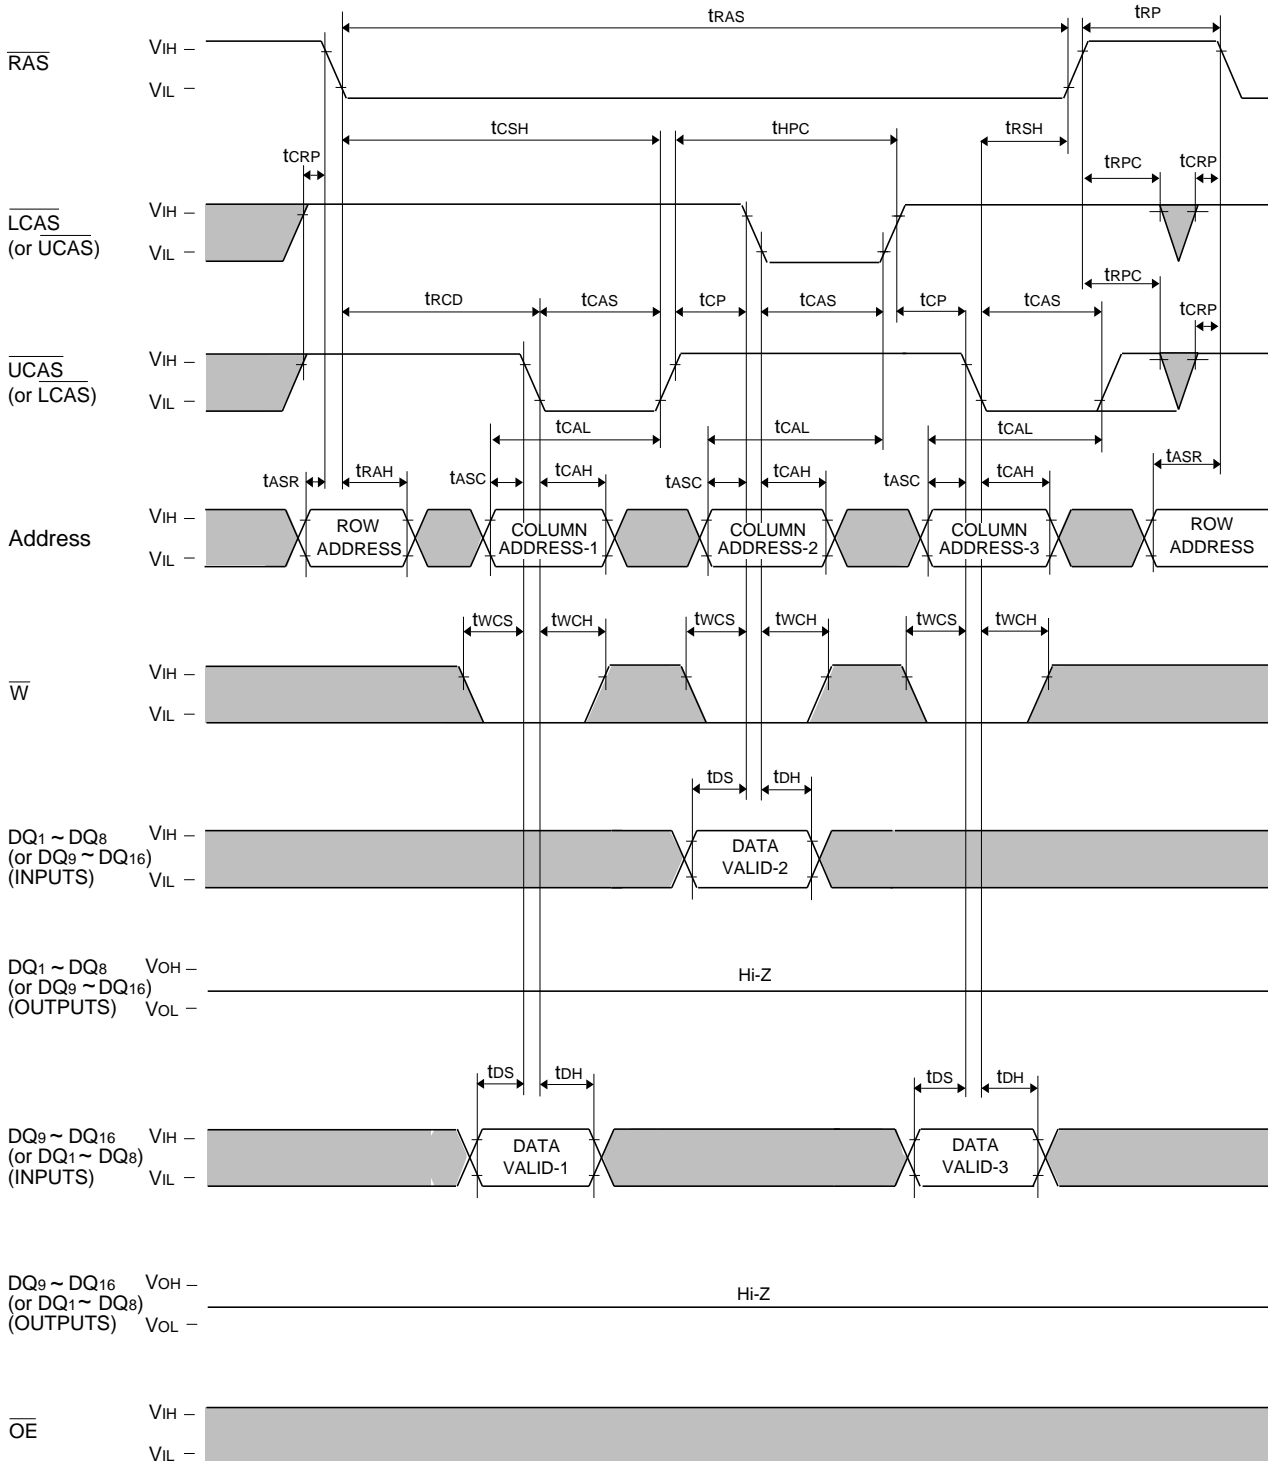 tRAS
tRP
RAS
VIH –
VIL –
tCSH
tHPC
tRSH
tCRP
tRPC
tCRP
LCAS
(or UCAS)
VIH –
VIL –
tRPC
tRCD
tCAS
tCP
tCAS
tCP
tCAS
tCRP
UCAS
(or LCAS)
VIH –
VIL –
tCAL
tCAL
tCAL
tASR
tRAH
tASC
tCAH
tASC
tCAH
tASC
tCAH
tASR
Address
VIH –
VIL –
ROW
ADDRESS
COLUMN
ADDRESS-1
COLUMN
ADDRESS-2
COLUMN
ADDRESS-3
ROW
ADDRESS
tWCS
tWCH
tWCS
tWCH
tWCS
tWCH
W
VIH –
VIL –
tDS
tDH
DQ1 ~ DQ8
(or DQ9 ~ DQ16)
(INPUTS)
VIH –
VIL –
DATA
VALID-2
DQ1 ~ DQ8
(or DQ9 ~ DQ16)
(OUTPUTS)
VOH –
VOL –
Hi-Z
tDS
tDH
tDS
tDH
DQ9 ~ DQ16
(or DQ1 ~ DQ8)
(INPUTS)
VIH –
VIL –
DATA
VALID-1
DATA
VALID-3
DQ9 ~ DQ16
(or DQ1 ~ DQ8)
(OUTPUTS)
VOH –
VOL –
Hi-Z
OE
VIH –
VIL –